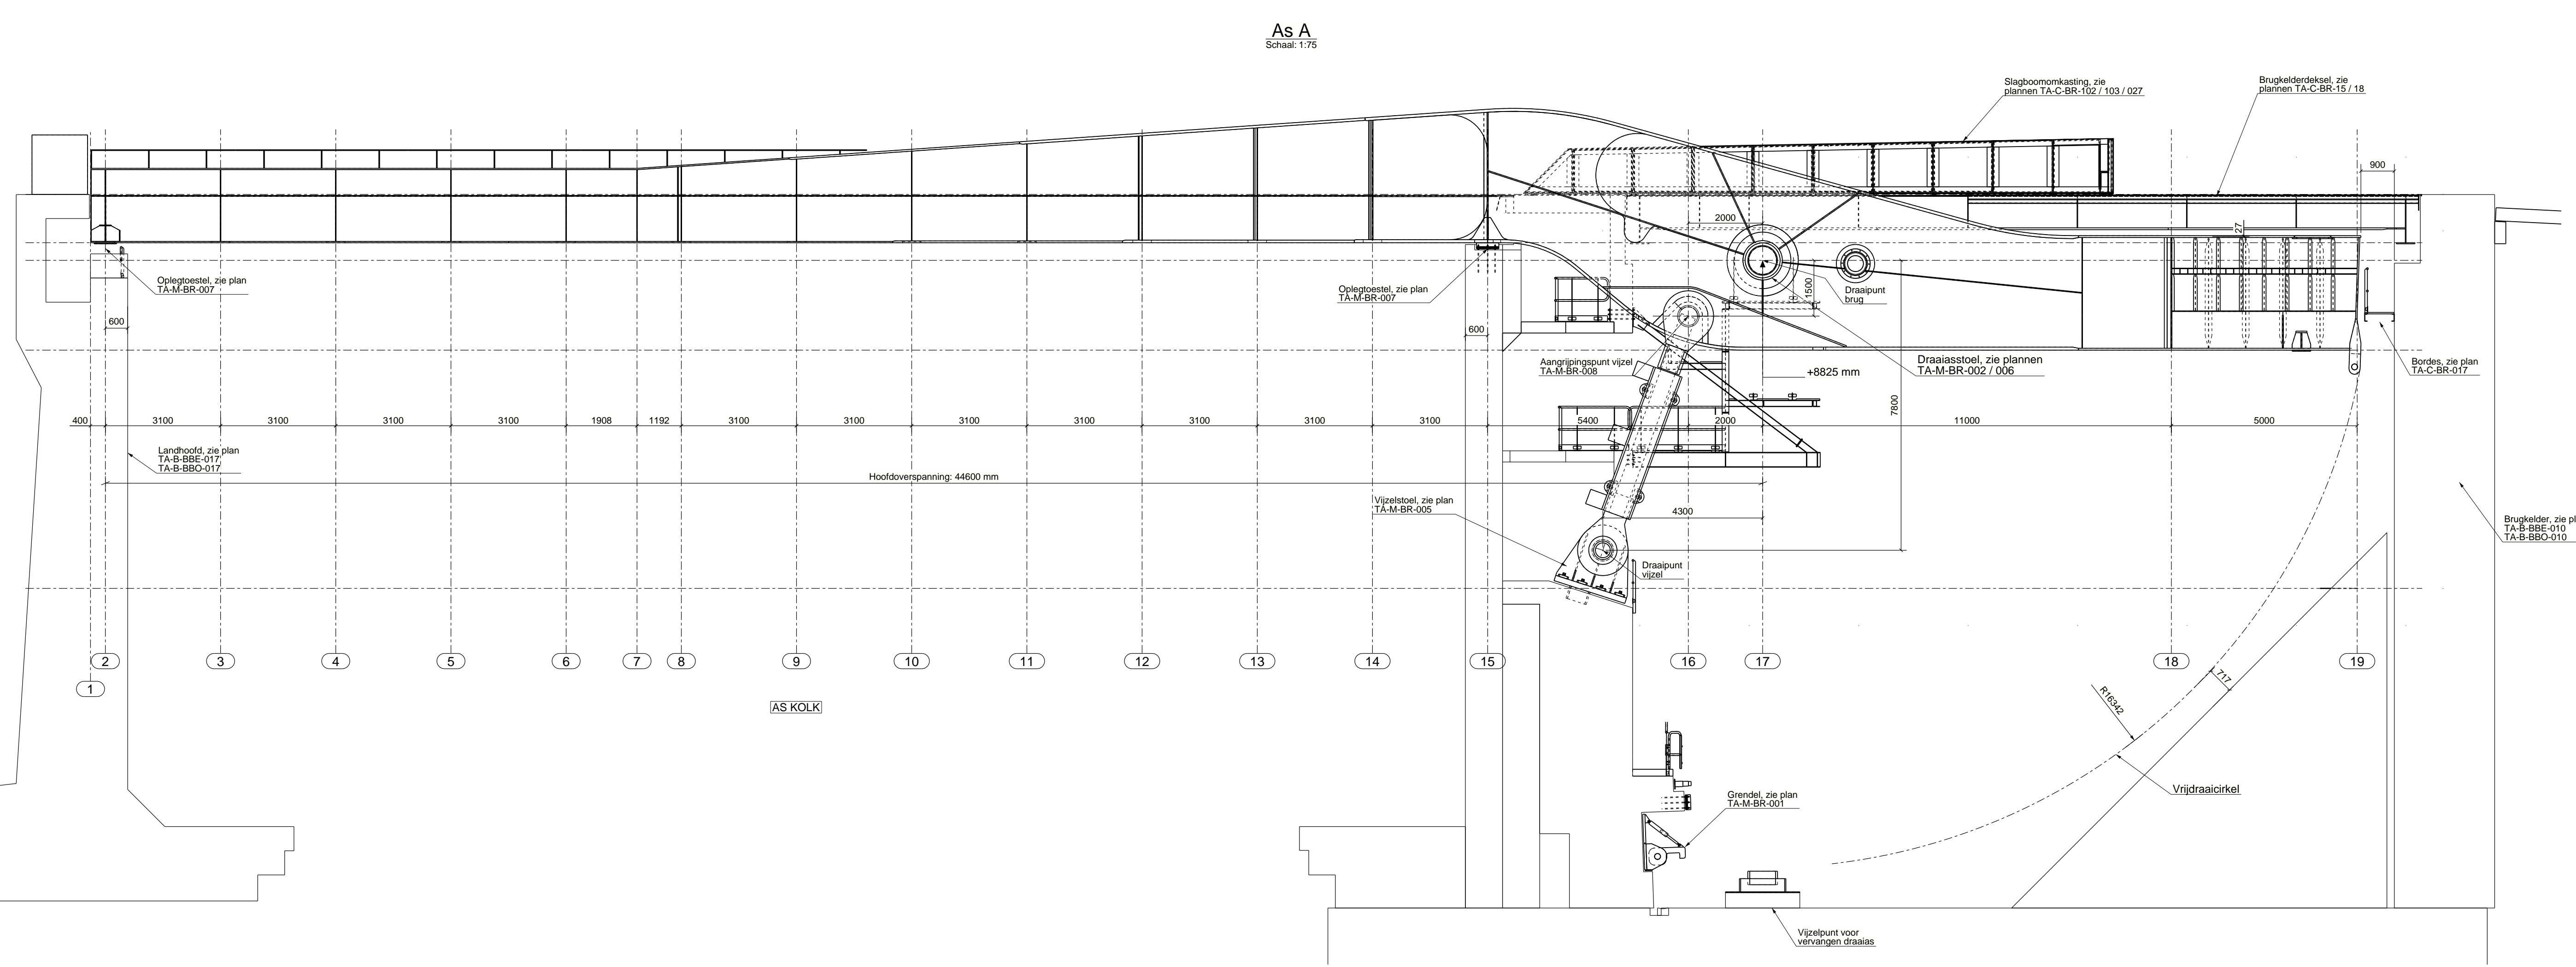 As A
Schaal: 1:75
Slagboomomkasting, zie
plannen TA-C-BR-102 / 103 / 027
Brugkelderdeksel, zie
plannen TA-C-BR-15 / 18
900
2000
27
Oplegtoestel, zie plan
TA-M-BR-007
Oplegtoestel, zie plan
TA-M-BR-007
Draaipunt
brug
1500
600
600
Aangrijpingspunt vijzel
TA-M-BR-008
Draaiasstoel, zie plannen
TA-M-BR-002 / 006
+8825 mm
Bordes, zie plan
TA-C-BR-017
7800
400
3100
3100
3100
3100
1908
1192
3100
3100
3100
3100
3100
3100
3100
5400
2000
11000
5000
Landhoofd, zie plan
TA-B-BBE-017
TA-B-BBO-017
Hoofdoverspanning: 44600 mm
Vijzelstoel, zie plan
TA-M-BR-005
4300
Brugkelder, zie pl
TA-B-BBE-010
TA-B-BBO-010
Draaipunt
vijzel
2
3
4
5
6
7
8
9
10
11
12
13
14
15
16
17
18
19
1
717
R16342
AS KOLK
Vrijdraaicirkel
Grendel, zie plan
TA-M-BR-001
Vijzelpunt voor
vervangen draaias